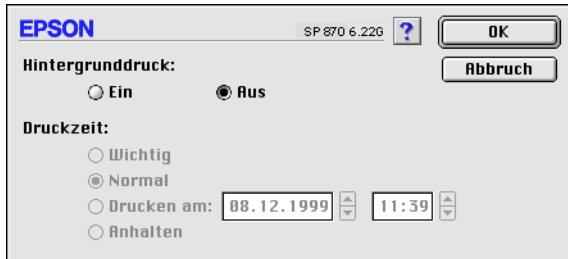 EPSON SP 870 6.22G ? OK
Hintergrunddruck: Abbruch
Ein Aus
Druckzeit:
Wichtig
Normal
Drucken am: 08.12.1999 11:39
Anhalten